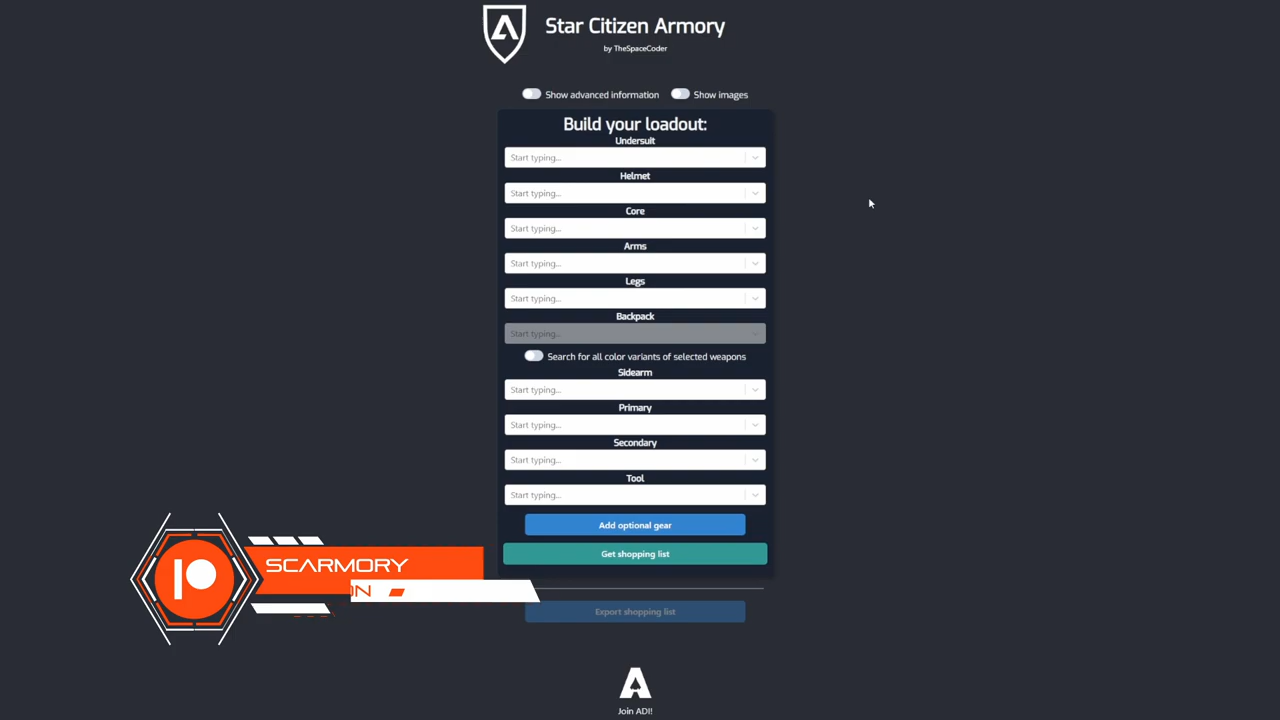 Star Citizen Armory
by TheSpaceCoder
Show advanced information
Show images
Build your loadout:
Undersuit
Start typing...
Helmet
Start typing...
Core
Start typing...
Arms
Start typing...
Legs
Start typing...
Backpack
Start typing...
Search for all color variants of selected weapons
Sidearm
Start typing...
Primary
Start typing...
Secondary
Start typing...
Tool
Start typing...
Add optional gear
Get shopping list
SCARMORY
Export shopping list
Join ADI!